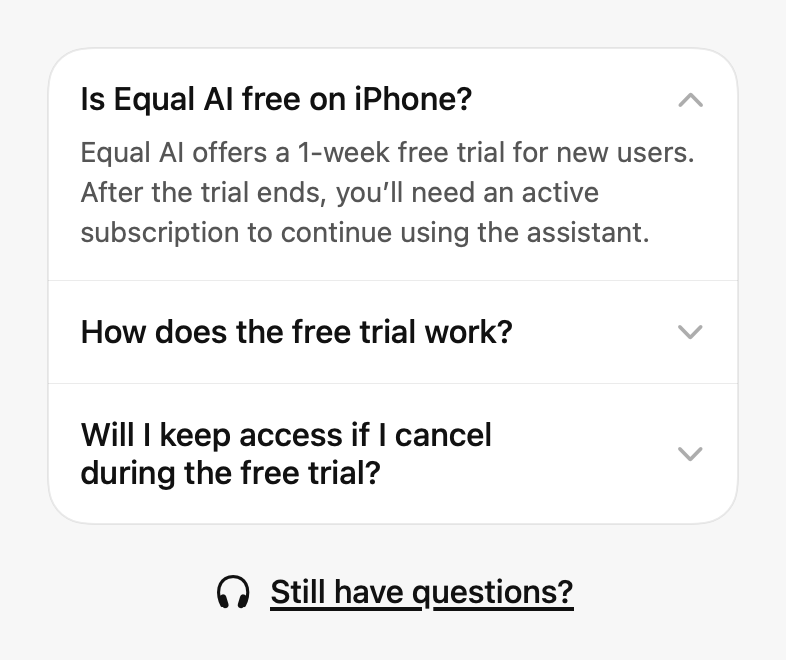 Is Equal AI free on iPhone?
Equal AI offers a 1-week free trial for new users.
After the trial ends, you’ll need an active
subscription to continue using the assistant.
How does the free trial work?
Will I keep access if I cancel
during the free trial?
Still have questions?